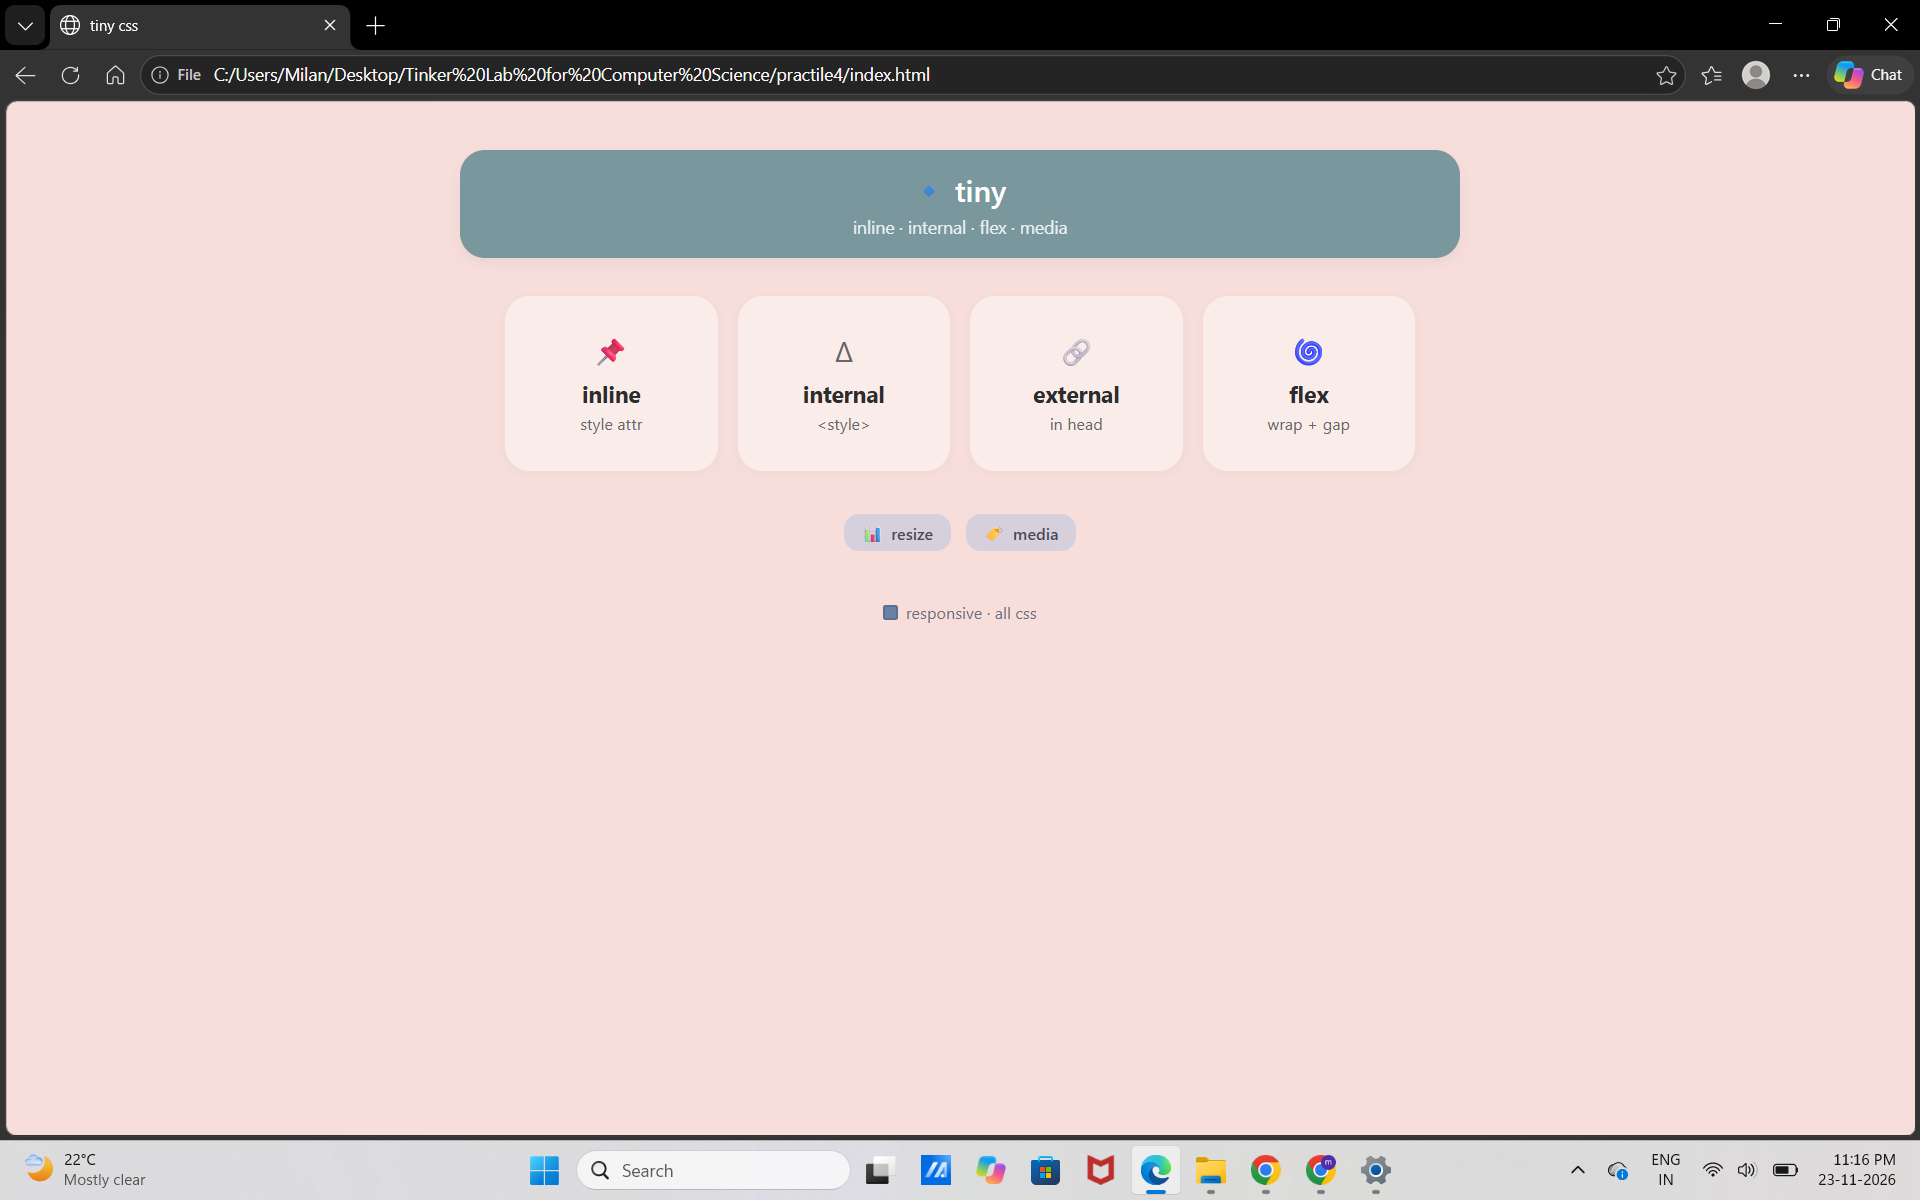 tiny css
File C:/Users/Milan/Desktop/Tinker%20Lab%20for%20Computer%20Science/practile4/index.html
Chat
🔹 tiny
inline · internal · flex · media
📌
inline
style attr
Δ
internal
<style>
🔗
external
in head
🌀
flex
wrap + gap
📊 resize
🏷️ media
responsive · all css
22°C
Mostly clear
Search
m
ENG
IN
11:16 PM
23-11-2026